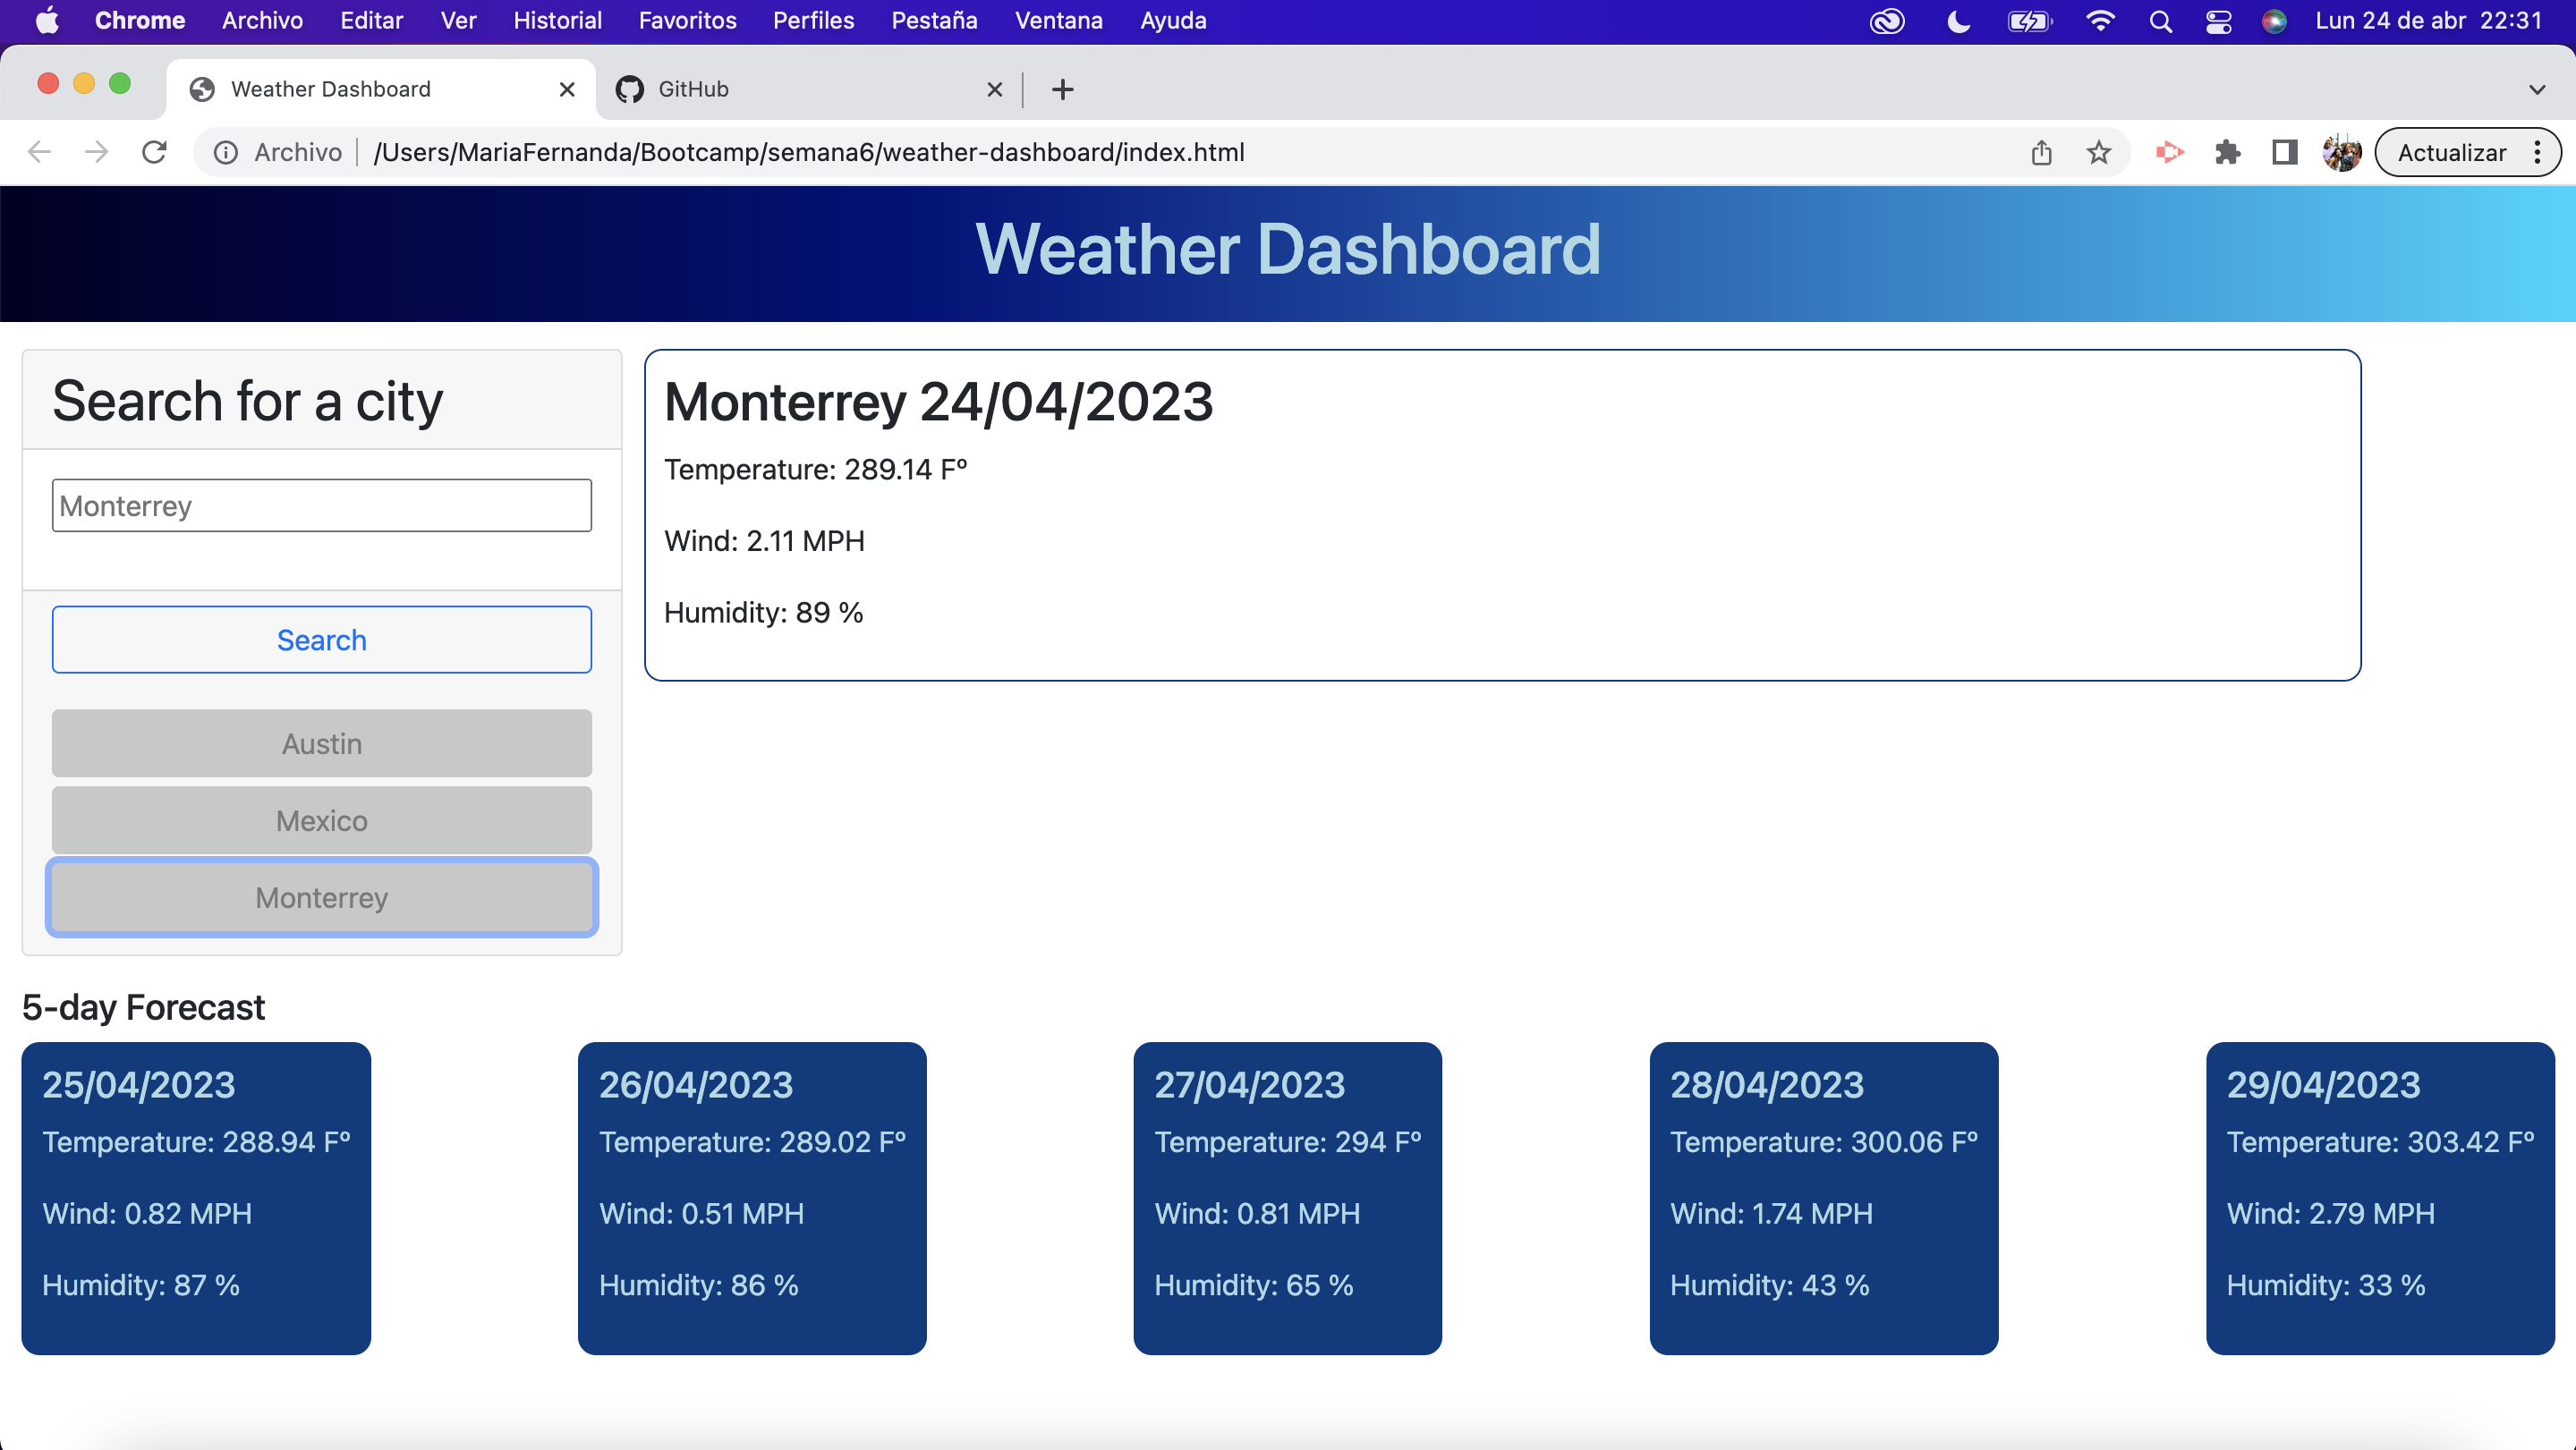 Chrome Archivo Editar Ver Historial Favoritos Perfiles Pestaña Ventana Ayuda Lun 24 de abr 22:31
Weather Dashboard GitHub
Archivo /Users/MariaFernanda/Bootcamp/semana6/weather-dashboard/index.html Actualizar
Weather Dashboard
Search for a city
Monterrey
Search
Austin
Mexico
Monterrey
Monterrey 24/04/2023
Temperature: 289.14 Fº
Wind: 2.11 MPH
Humidity: 89 %
5-day Forecast
25/04/2023
Temperature: 288.94 Fº
Wind: 0.82 MPH
Humidity: 87 %
26/04/2023
Temperature: 289.02 Fº
Wind: 0.51 MPH
Humidity: 86 %
27/04/2023
Temperature: 294 Fº
Wind: 0.81 MPH
Humidity: 65 %
28/04/2023
Temperature: 300.06 Fº
Wind: 1.74 MPH
Humidity: 43 %
29/04/2023
Temperature: 303.42 Fº
Wind: 2.79 MPH
Humidity: 33 %